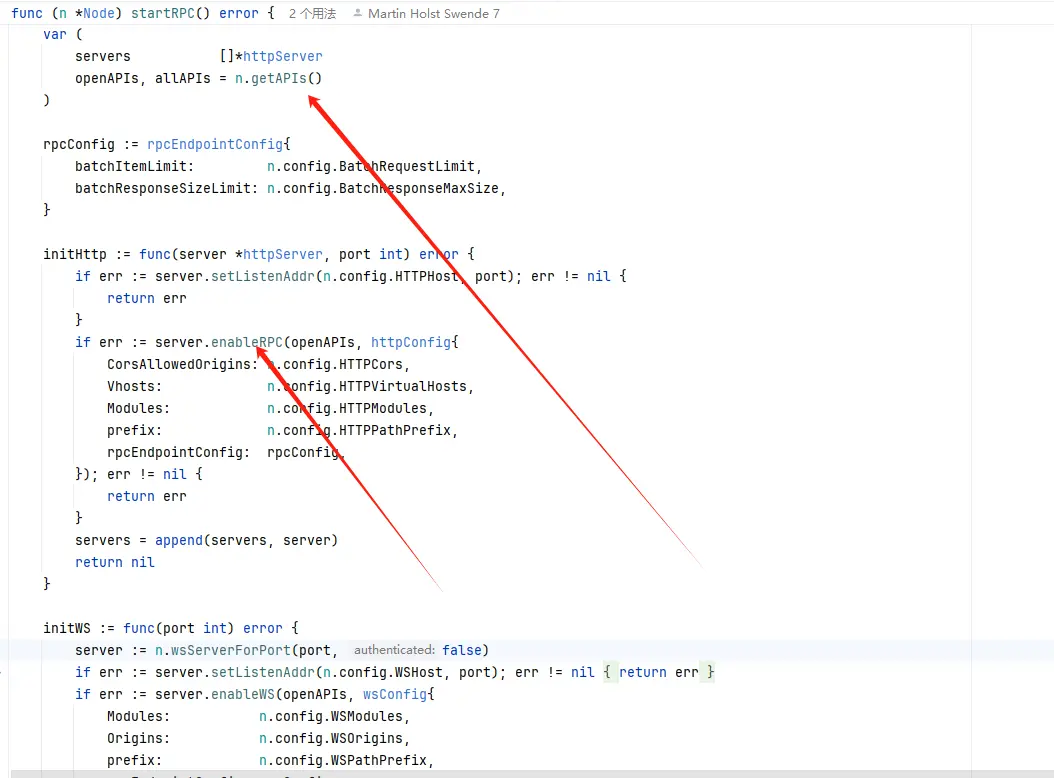 func (n *Node) startRPC() error {  2 个用法  Martin Holst Swende 7
    var (
        servers           []*httpServer
        openAPIs, allAPIs = n.getAPIs()
    )
    rpcConfig := rpcEndpointConfig{
        batchItemLimit:         n.config.BatchRequestLimit,
        batchResponseSizeLimit: n.config.BatchResponseMaxSize,
    }
    initHttp := func(server *httpServer, port int) error {
        if err := server.setListenAddr(n.config.HTTPHost, port); err != nil {
            return err
        }
        if err := server.enableRPC(openAPIs, httpConfig{
            CorsAllowedOrigins: n.config.HTTPCors,
            Vhosts:             n.config.HTTPVirtualHosts,
            Modules:            n.config.HTTPModules,
            prefix:             n.config.HTTPPathPrefix,
            rpcEndpointConfig:  rpcConfig,
        }); err != nil {
            return err
        }
        servers = append(servers, server)
        return nil
    }
    initWS := func(port int) error {
        server := n.wsServerForPort(port, authenticated: false)
        if err := server.setListenAddr(n.config.WSHost, port); err != nil { return err }
        if err := server.enableWS(openAPIs, wsConfig{
            Modules:           n.config.WSModules,
            Origins:           n.config.WSOrigins,
            prefix:            n.config.WSPathPrefix,